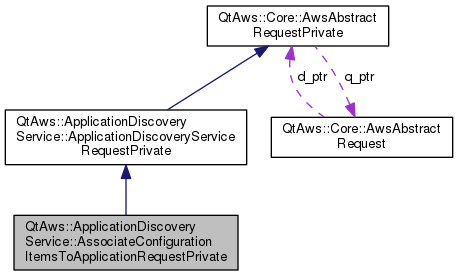 QtAws::Core::AwsAbstract
RequestPrivate
d_ptr
q_ptr
QtAws::ApplicationDiscovery
Service::ApplicationDiscoveryService
RequestPrivate
QtAws::Core::AwsAbstract
Request
QtAws::ApplicationDiscovery
Service::AssociateConfiguration
ItemsToApplicationRequestPrivate